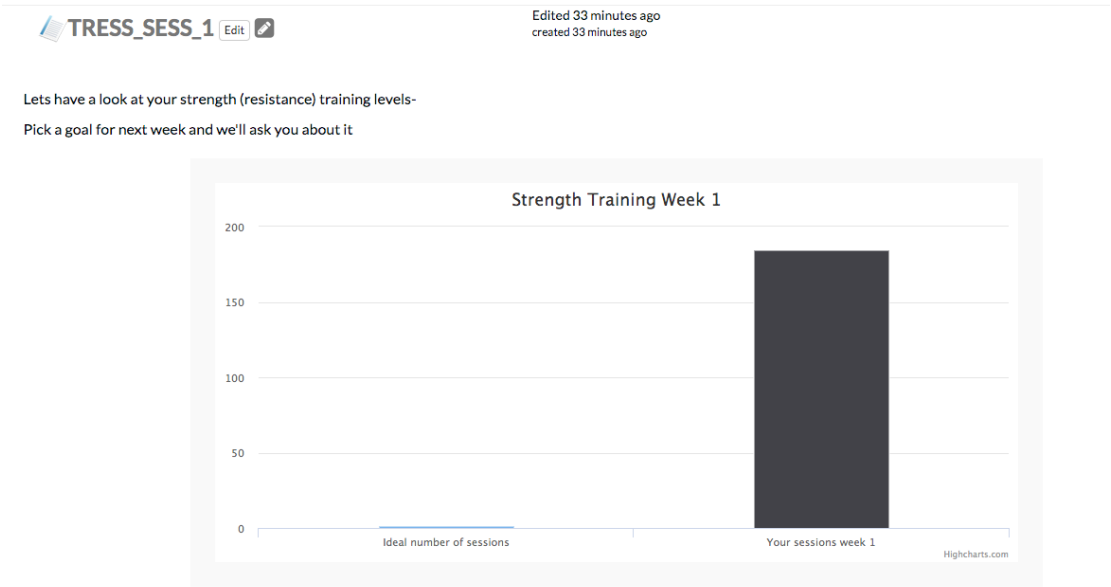 TRESS_SESS_1 Edit
Edited 33 minutes ago
created 33 minutes ago
Lets have a look at your strength (resistance) training levels-
Pick a goal for next week and we'll ask you about it
Strength Training Week 1
200
150
100
50
0
Ideal number of sessions
Your sessions week 1
Highcharts.com